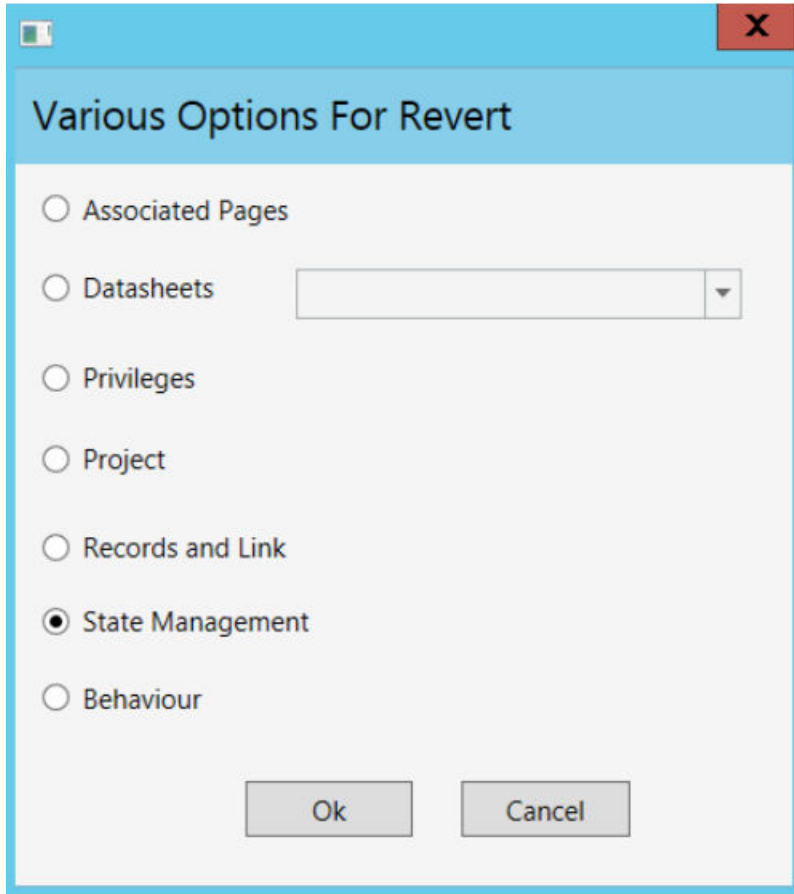 X
Various Options For Revert
Associated Pages
Datasheets
Privileges
Project
Records and Link
State Management
Behaviour
Ok Cancel